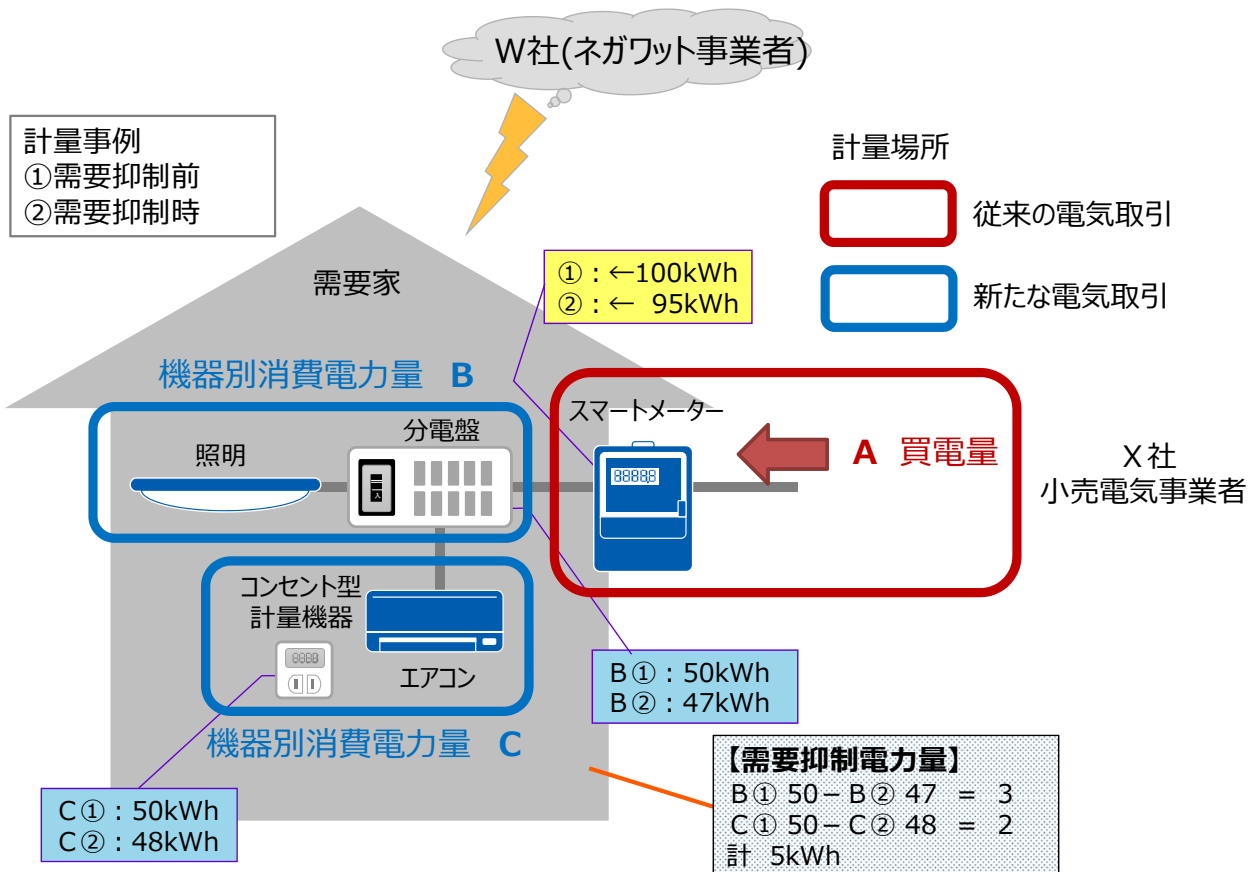 W社(ネガワット事業者)
計量事例
①需要抑制前
②需要抑制時
計量場所
従来の電気取引
新たな電気取引
需要家
①：←100kWh
②：← 95kWh
機器別消費電力量 B
スマートメーター
分電盤
照明
入
8888.8
A 買電量
X社
小売電気事業者
コンセント型
計量機器
8888
エアコン
B①：50kWh
B②：47kWh
機器別消費電力量 C
C①：50kWh
C②：48kWh
【需要抑制電力量】
B① 50－B② 47 ＝ 3
C① 50－C② 48 ＝ 2
計 5kWh